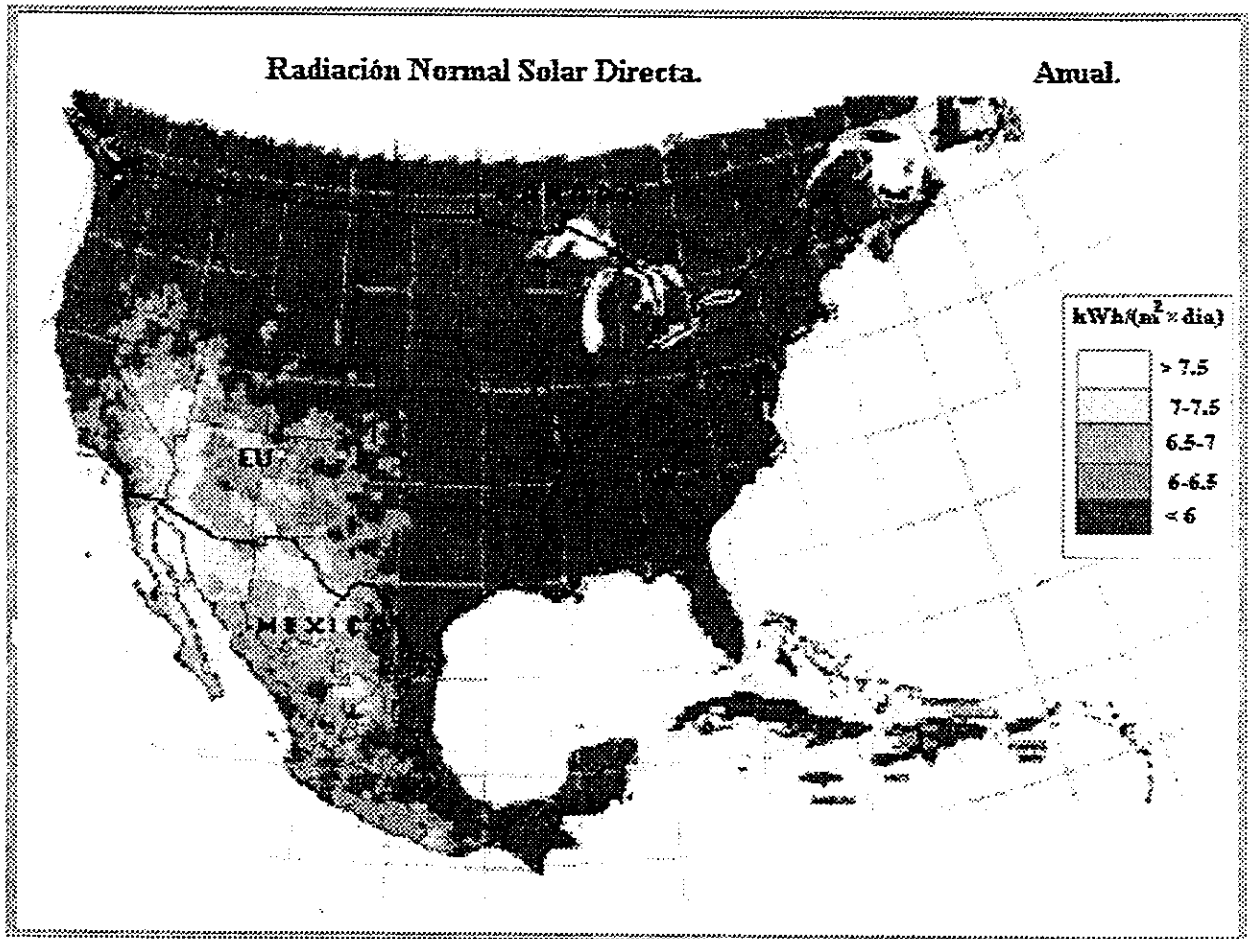 Radiación Normal Solar Directa. Anual.
kWh/(m² × dia)
> 7.5
7-7.5
6.5-7
6-6.5
< 6
EU
MEXICO